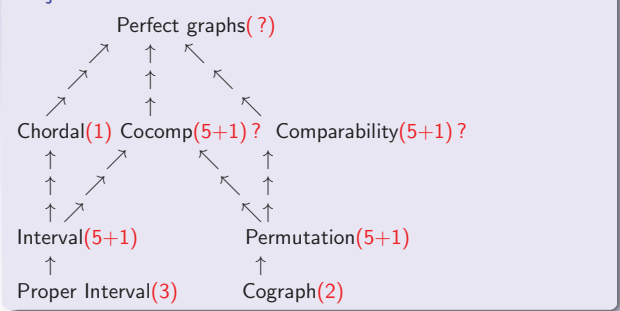 Perfect graphs( ?)
Chordal(1) Cocomp(5+1) ? Comparability(5+1) ?
Interval(5+1) Permutation(5+1)
Proper Interval(3) Cograph(2)